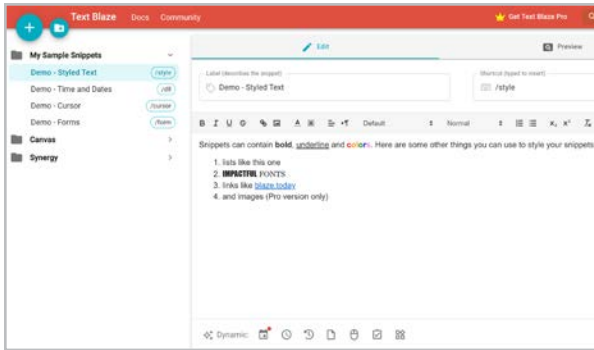 Text Blaze Docs Community Get Text Blaze Pro
My Sample Snippets
Demo - Styled Text /style
Demo - Time and Dates /dt
Demo - Cursor /cursor
Demo - Forms /form
Canvas
Synergy
Edit Preview
Label (describes the snippet) Shortcut (typed to insert)
Demo - Styled Text /style
B I U Default Normal
Snippets can contain bold, underline and colors. Here are some other things you can use to style your snippets
1. lists like this one
2. IMPACTFUL FONTS
3. links like blaze.today
4. and images (Pro version only)
Dynamic: